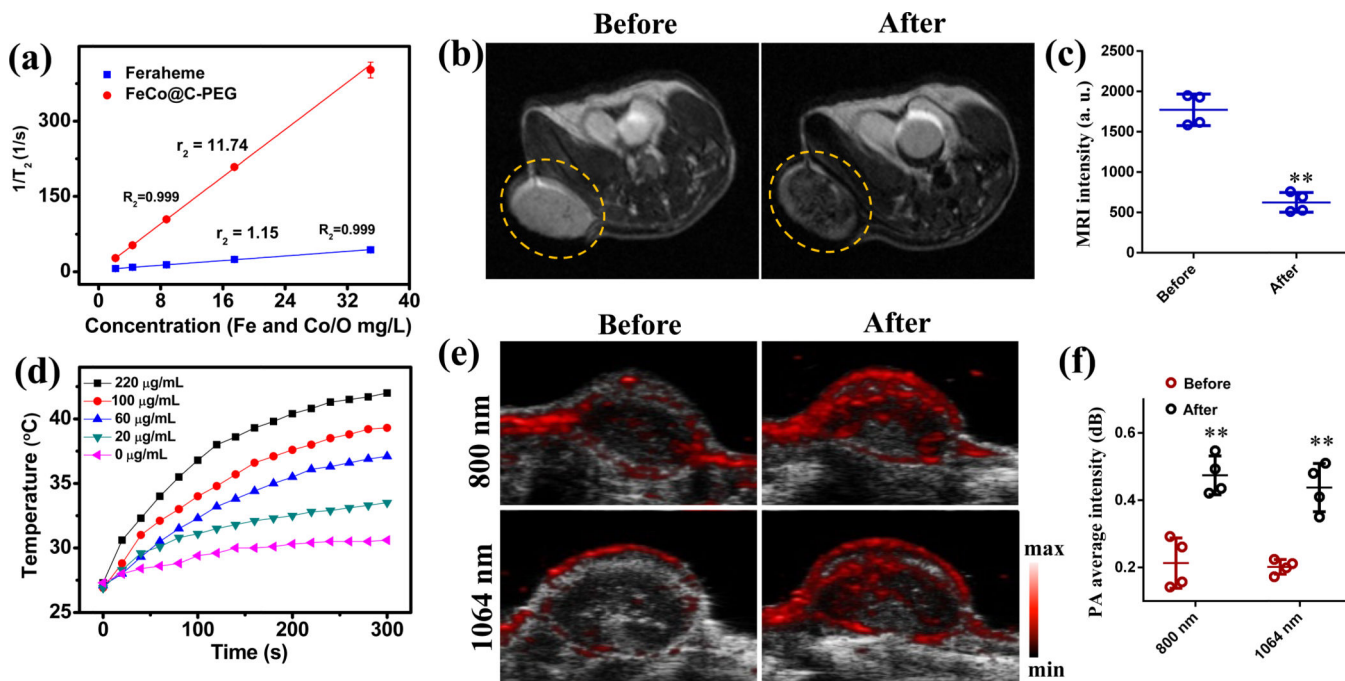 (a)
Feraheme
FeCo@C-PEG
r2 = 11.74
R2=0.999
r2 = 1.15
R2=0.999
1/T2 (1/s)
0
150
300
450
0
8
16
24
32
40
Concentration (Fe and Co/O mg/L)
(b)
Before
After
(c)
MRI intensity (a. u.)
2500
2000
1500
1000
500
0
**
Before
After
(d)
220 µg/mL
100 µg/mL
60 µg/mL
20 µg/mL
0 µg/mL
Temperature (°C)
40
35
30
25
0
100
200
300
Time (s)
(e)
Before
After
800 nm
1064 nm
max
min
(f)
Before
After
PA average intensity (dB)
0.6
0.4
0.2
**
**
800 nm
1064 nm